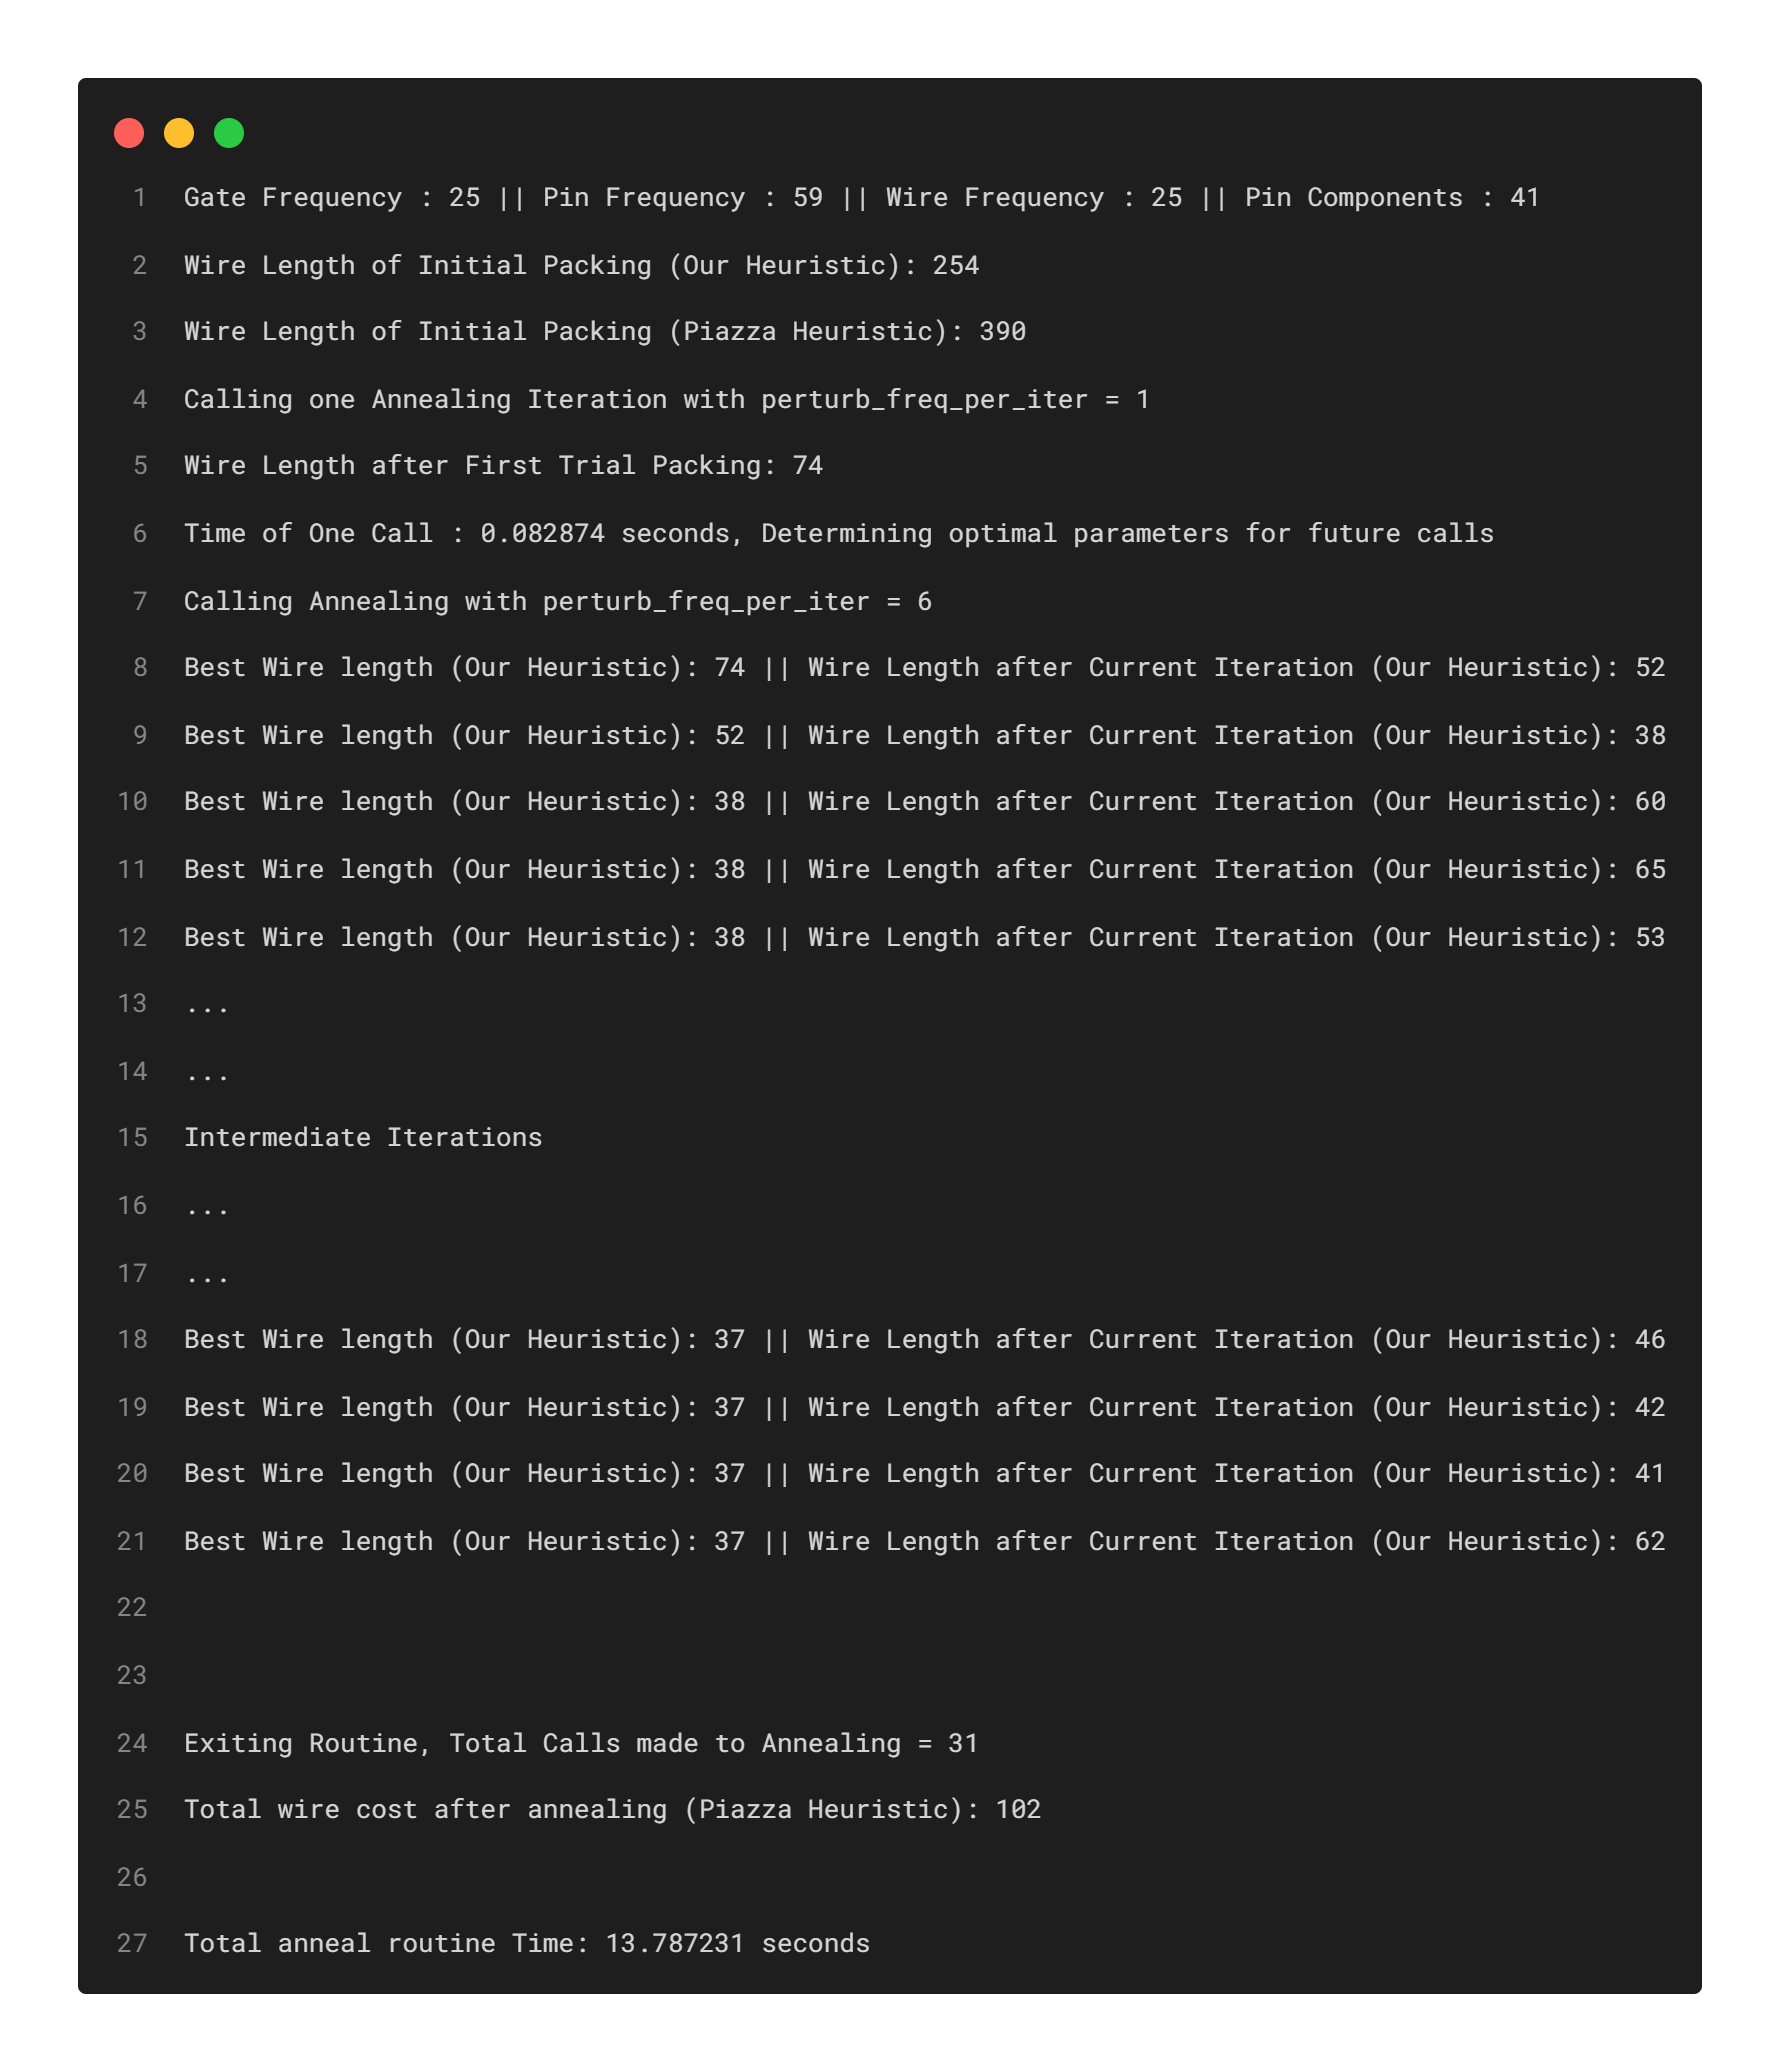 1 Gate Frequency : 25 || Pin Frequency : 59 || Wire Frequency : 25 || Pin Components : 41
2 Wire Length of Initial Packing (Our Heuristic): 254
3 Wire Length of Initial Packing (Piazza Heuristic): 390
4 Calling one Annealing Iteration with perturb_freq_per_iter = 1
5 Wire Length after First Trial Packing: 74
6 Time of One Call : 0.082874 seconds, Determining optimal parameters for future calls
7 Calling Annealing with perturb_freq_per_iter = 6
8 Best Wire length (Our Heuristic): 74 || Wire Length after Current Iteration (Our Heuristic): 52
9 Best Wire length (Our Heuristic): 52 || Wire Length after Current Iteration (Our Heuristic): 38
10 Best Wire length (Our Heuristic): 38 || Wire Length after Current Iteration (Our Heuristic): 60
11 Best Wire length (Our Heuristic): 38 || Wire Length after Current Iteration (Our Heuristic): 65
12 Best Wire length (Our Heuristic): 38 || Wire Length after Current Iteration (Our Heuristic): 53
13 ...
14 ...
15 Intermediate Iterations
16 ...
17 ...
18 Best Wire length (Our Heuristic): 37 || Wire Length after Current Iteration (Our Heuristic): 46
19 Best Wire length (Our Heuristic): 37 || Wire Length after Current Iteration (Our Heuristic): 42
20 Best Wire length (Our Heuristic): 37 || Wire Length after Current Iteration (Our Heuristic): 41
21 Best Wire length (Our Heuristic): 37 || Wire Length after Current Iteration (Our Heuristic): 62
22
23
24 Exiting Routine, Total Calls made to Annealing = 31
25 Total wire cost after annealing (Piazza Heuristic): 102
26
27 Total anneal routine Time: 13.787231 seconds